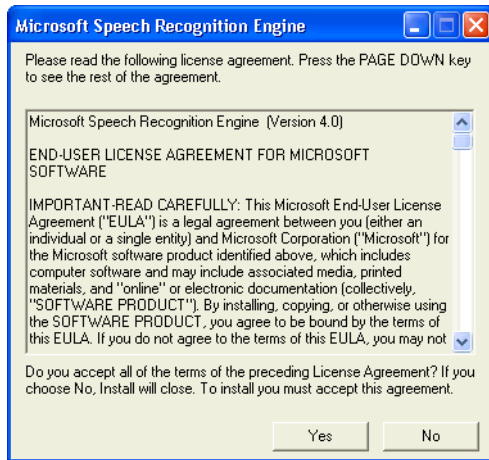 Microsoft Speech Recognition Engine
Please read the following license agreement. Press the PAGE DOWN key
to see the rest of the agreement.
Microsoft Speech Recognition Engine (Version 4.0)
END-USER LICENSE AGREEMENT FOR MICROSOFT
SOFTWARE
IMPORTANT-READ CAREFULLY: This Microsoft End-User License
Agreement ("EULA") is a legal agreement between you (either an
individual or a single entity) and Microsoft Corporation ("Microsoft") for
the Microsoft software product identified above, which includes
computer software and may include associated media, printed
materials, and "online" or electronic documentation (collectively,
"SOFTWARE PRODUCT"). By installing, copying, or otherwise using
the SOFTWARE PRODUCT, you agree to be bound by the terms of
this EULA. If you do not agree to the terms of this EULA, you may not
Do you accept all of the terms of the preceding License Agreement? If you
choose No, Install will close. To install you must accept this agreement.
Yes No